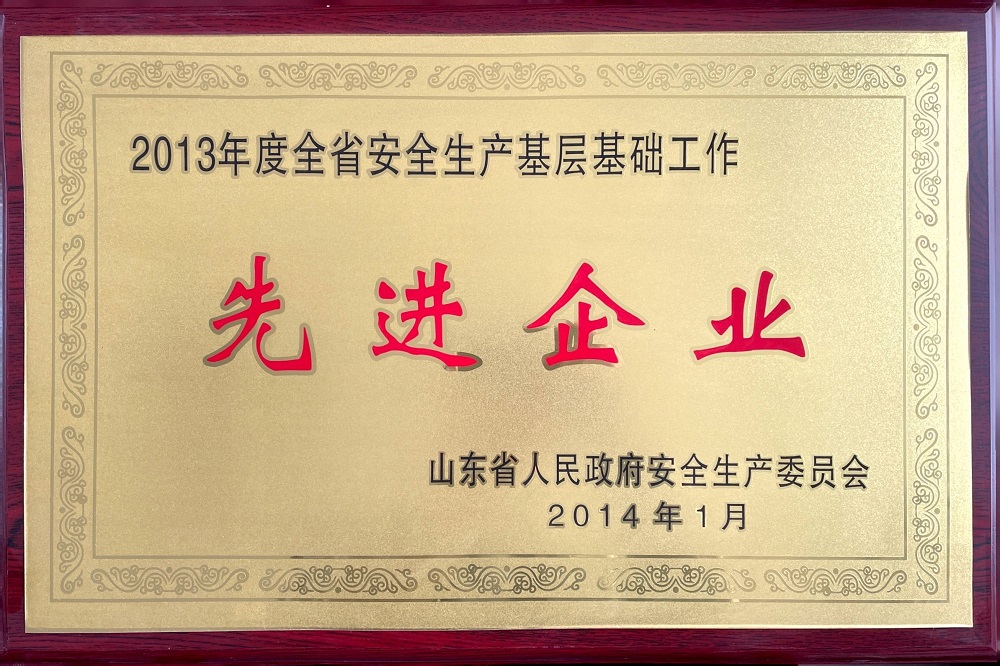 2013年度全省安全生产基层基础工作
先进企业
山东省人民政府安全生产委员会
2014年1月